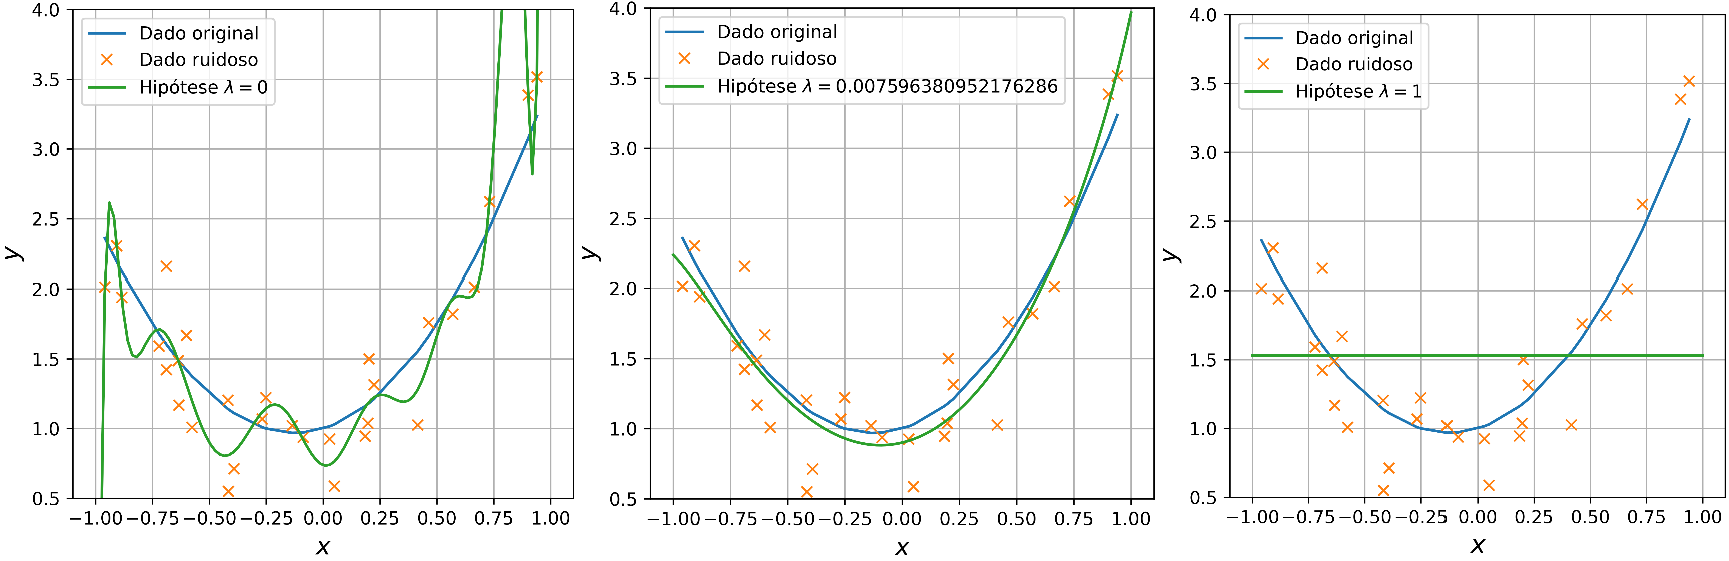 4.0
3.5
3.0
2.5
2.0
1.5
1.0
0.5
y
Dado original
Dado ruidoso
Hipótese λ = 0
−1.00 −0.75 −0.50 −0.25 0.00 0.25 0.50 0.75 1.00
x
4.0
3.5
3.0
2.5
2.0
1.5
1.0
0.5
y
Dado original
Dado ruidoso
Hipótese λ = 0.007596380952176286
−1.00 −0.75 −0.50 −0.25 0.00 0.25 0.50 0.75 1.00
x
4.0
3.5
3.0
2.5
2.0
1.5
1.0
0.5
y
Dado original
Dado ruidoso
Hipótese λ = 1
−1.00 −0.75 −0.50 −0.25 0.00 0.25 0.50 0.75 1.00
x